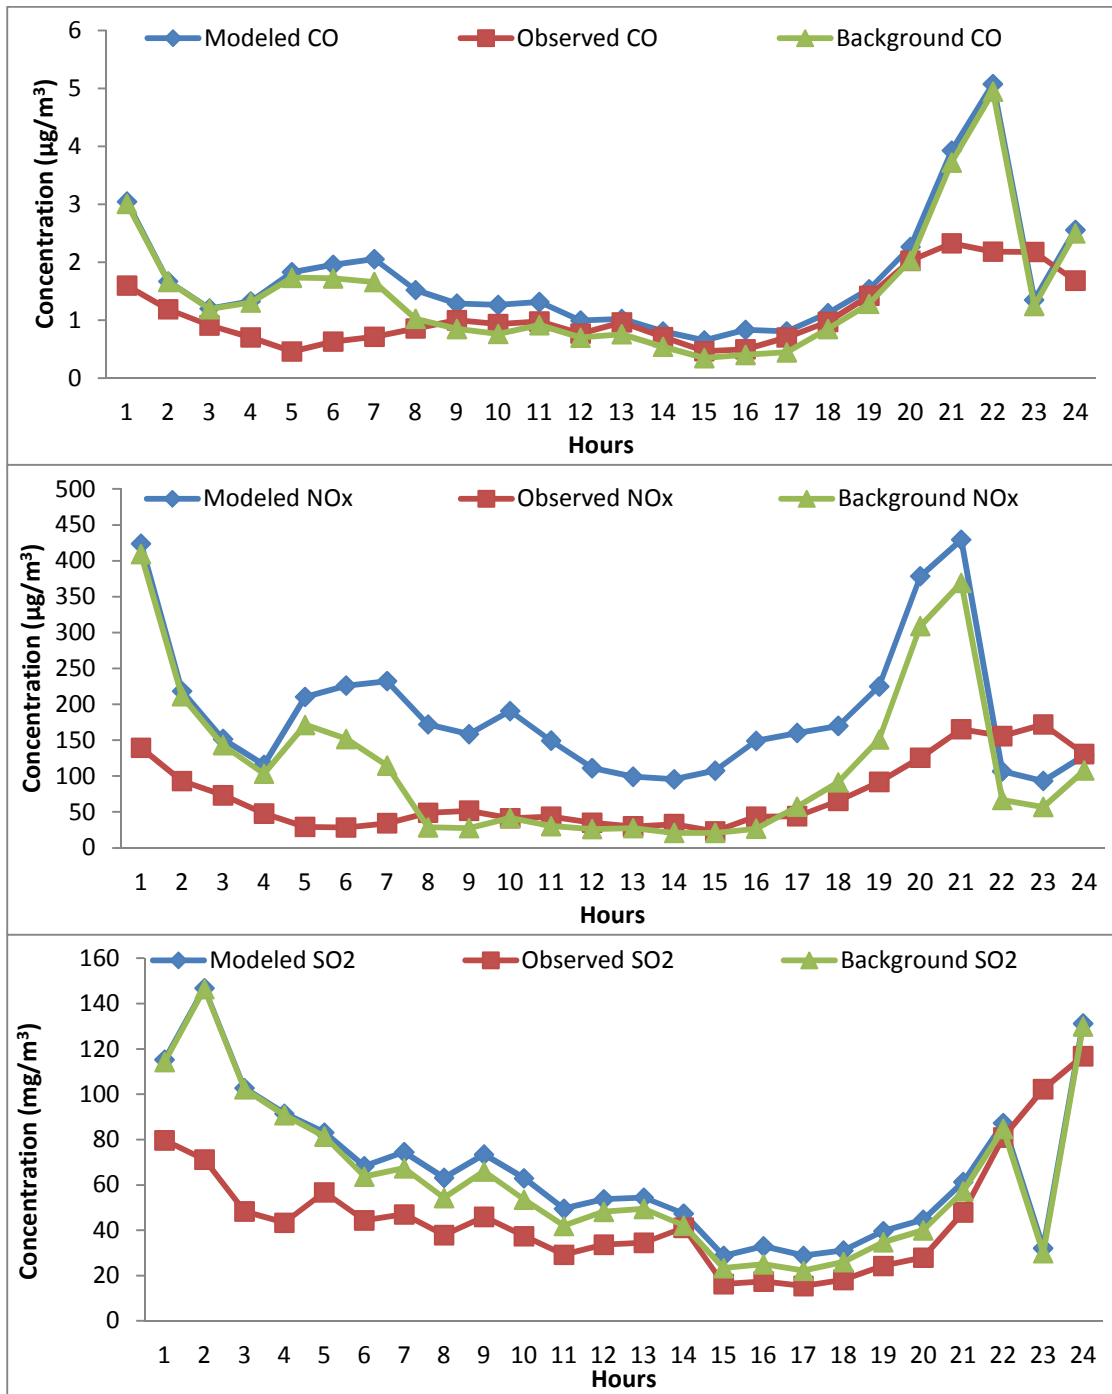 Modeled CO Observed CO Background CO
Concentration (µg/m³)
6
5
4
3
2
1
0
1 2 3 4 5 6 7 8 9 10 11 12 13 14 15 16 17 18 19 20 21 22 23 24
Hours
Modeled NOx Observed NOx Background NOx
Concentration (µg/m³)
500
450
400
350
300
250
200
150
100
50
0
1 2 3 4 5 6 7 8 9 10 11 12 13 14 15 16 17 18 19 20 21 22 23 24
Hours
Modeled SO2 Observed SO2 Background SO2
Concentration (mg/m³)
160
140
120
100
80
60
40
20
0
1 2 3 4 5 6 7 8 9 10 11 12 13 14 15 16 17 18 19 20 21 22 23 24
Hours